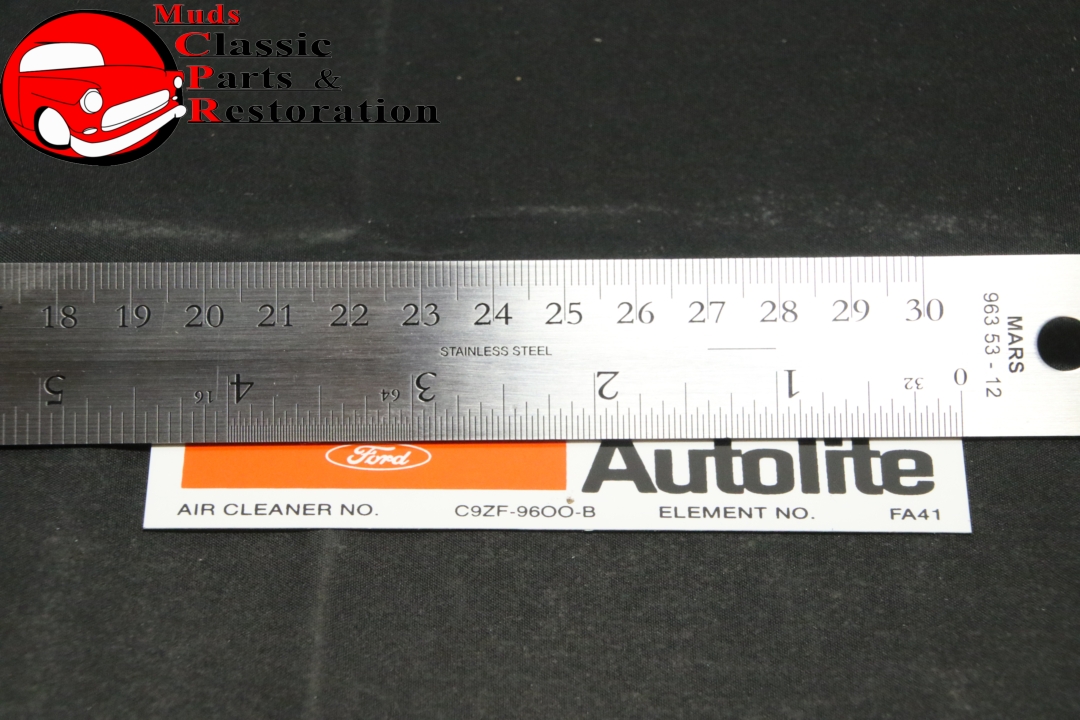 Muds
Classic
Parts &
Restoration
18 19 20 21 22 23 24 25 26 27 28 29 30
STAINLESS STEEL
MARS
963 53 - 12
5 16 4 64 3 2 1 32 0
Ford
Autolite
AIR CLEANER NO. C9ZF-9600-B ELEMENT NO. FA41